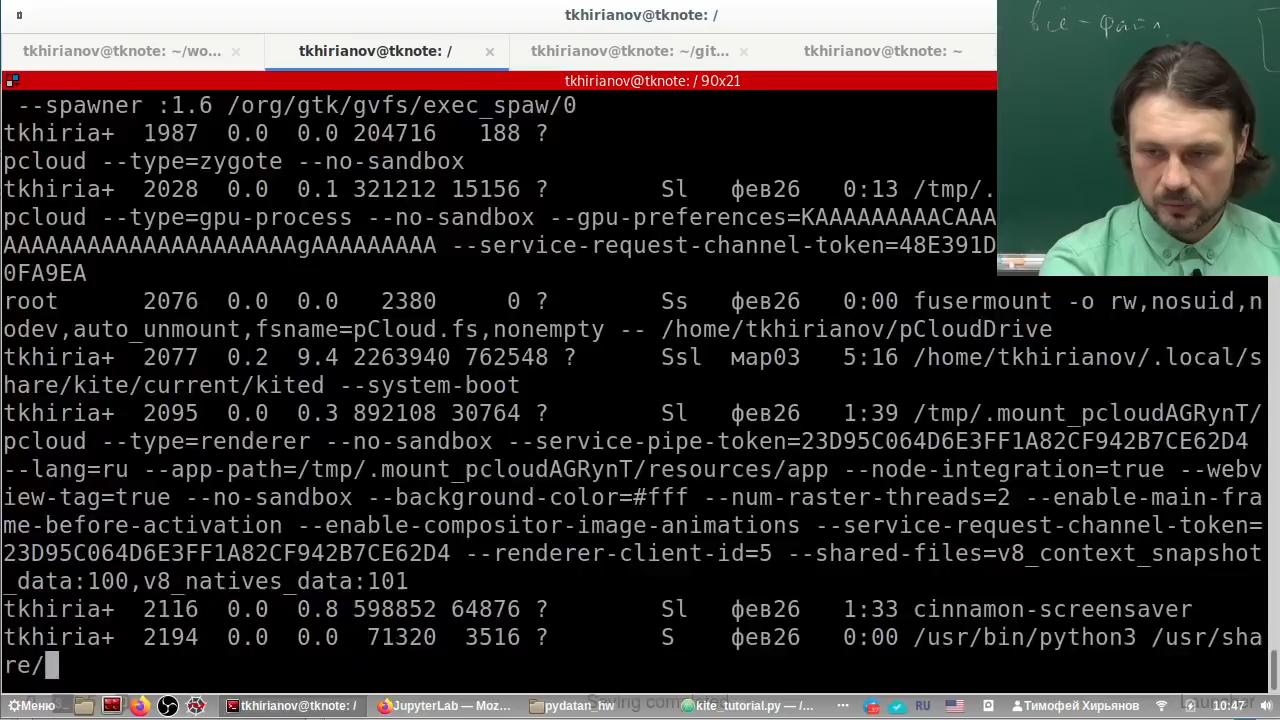 tkhirianov@tknote: /
всё - файл
tkhirianov@tknote: ~/wo... ×
tkhirianov@tknote: / ×
tkhirianov@tknote: ~/git... ×
tkhirianov@tknote: ~
tkhirianov@tknote: / 90x21
--spawner :1.6 /org/gtk/gvfs/exec_spaw/0
tkhiria+ 1987 0.0 0.0 204716 188 ?
pcloud --type=zygote --no-sandbox
tkhiria+ 2028 0.0 0.1 321212 15156 ? Sl фев26 0:13 /tmp/.
pcloud --type=gpu-process --no-sandbox --gpu-preferences=KAAAAAAAAACAAA
AAAAAAAAAAAAAAAAAAAAAgAAAAAAAAA --service-request-channel-token=48E391D
0FA9EA
root 2076 0.0 0.0 2380 0 ? Ss фев26 0:00 fusermount -o rw,nosuid,n
odev,auto_unmount,fsname=pCloud.fs,nonempty -- /home/tkhirianov/pCloudDrive
tkhiria+ 2077 0.2 9.4 2263940 762548 ? Ssl мар03 5:16 /home/tkhirianov/.local/s
hare/kite/current/kited --system-boot
tkhiria+ 2095 0.0 0.3 892108 30764 ? Sl фев26 1:39 /tmp/.mount_pcloudAGRynT/
pcloud --type=renderer --no-sandbox --service-pipe-token=23D95C064D6E3FF1A82CF942B7CE62D4
--lang=ru --app-path=/tmp/.mount_pcloudAGRynT/resources/app --node-integration=true --webv
iew-tag=true --no-sandbox --background-color=#fff --num-raster-threads=2 --enable-main-fra
me-before-activation --enable-compositor-image-animations --service-request-channel-token=
23D95C064D6E3FF1A82CF942B7CE62D4 --renderer-client-id=5 --shared-files=v8_context_snapshot
_data:100,v8_natives_data:101
tkhiria+ 2116 0.0 0.8 598852 64876 ? Sl фев26 1:33 cinnamon-screensaver
tkhiria+ 2194 0.0 0.0 71320 3516 ? S фев26 0:00 /usr/bin/python3 /usr/sha
re/
Saving completed
Launcher
Меню
tkhirianov@tknote: /
JupyterLab — Moz...
pydatan_hw
kite_tutorial.py — /...
RU
Тимофей Хирьянов
10:47